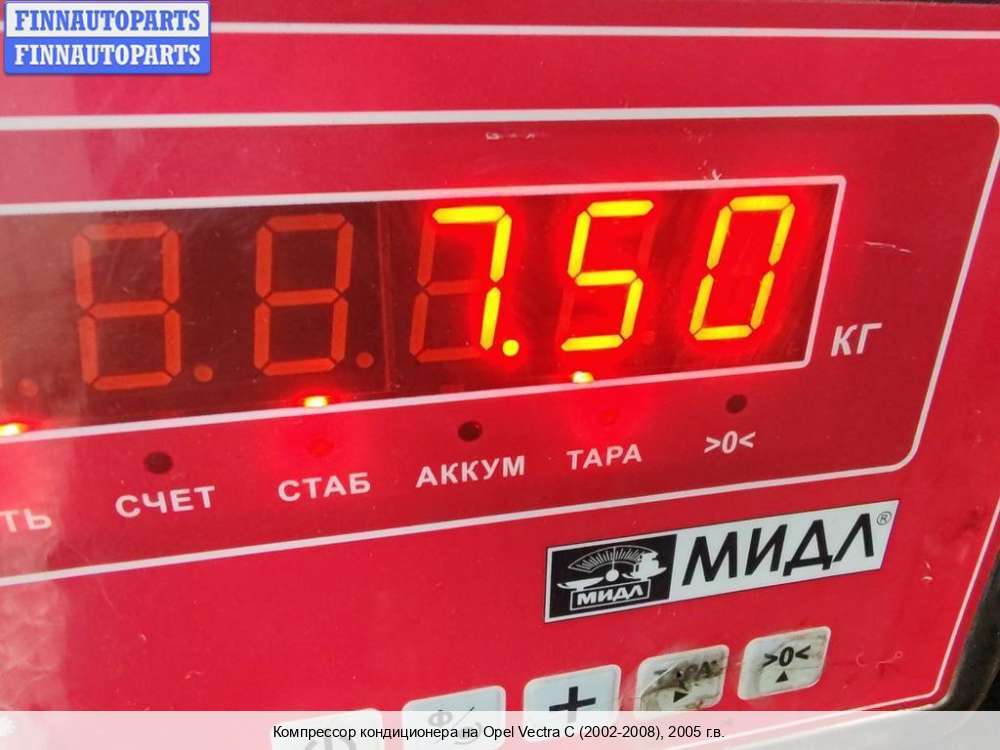 FINNAUTOPARTS
FINNAUTOPARTS
7.50
КГ
СЧЕТ СТАБ АККУМ ТАРА >0<
МИДЛ МИДЛ®
+ >0<
Компрессор кондиционера на Opel Vectra C (2002-2008), 2005 г.в.